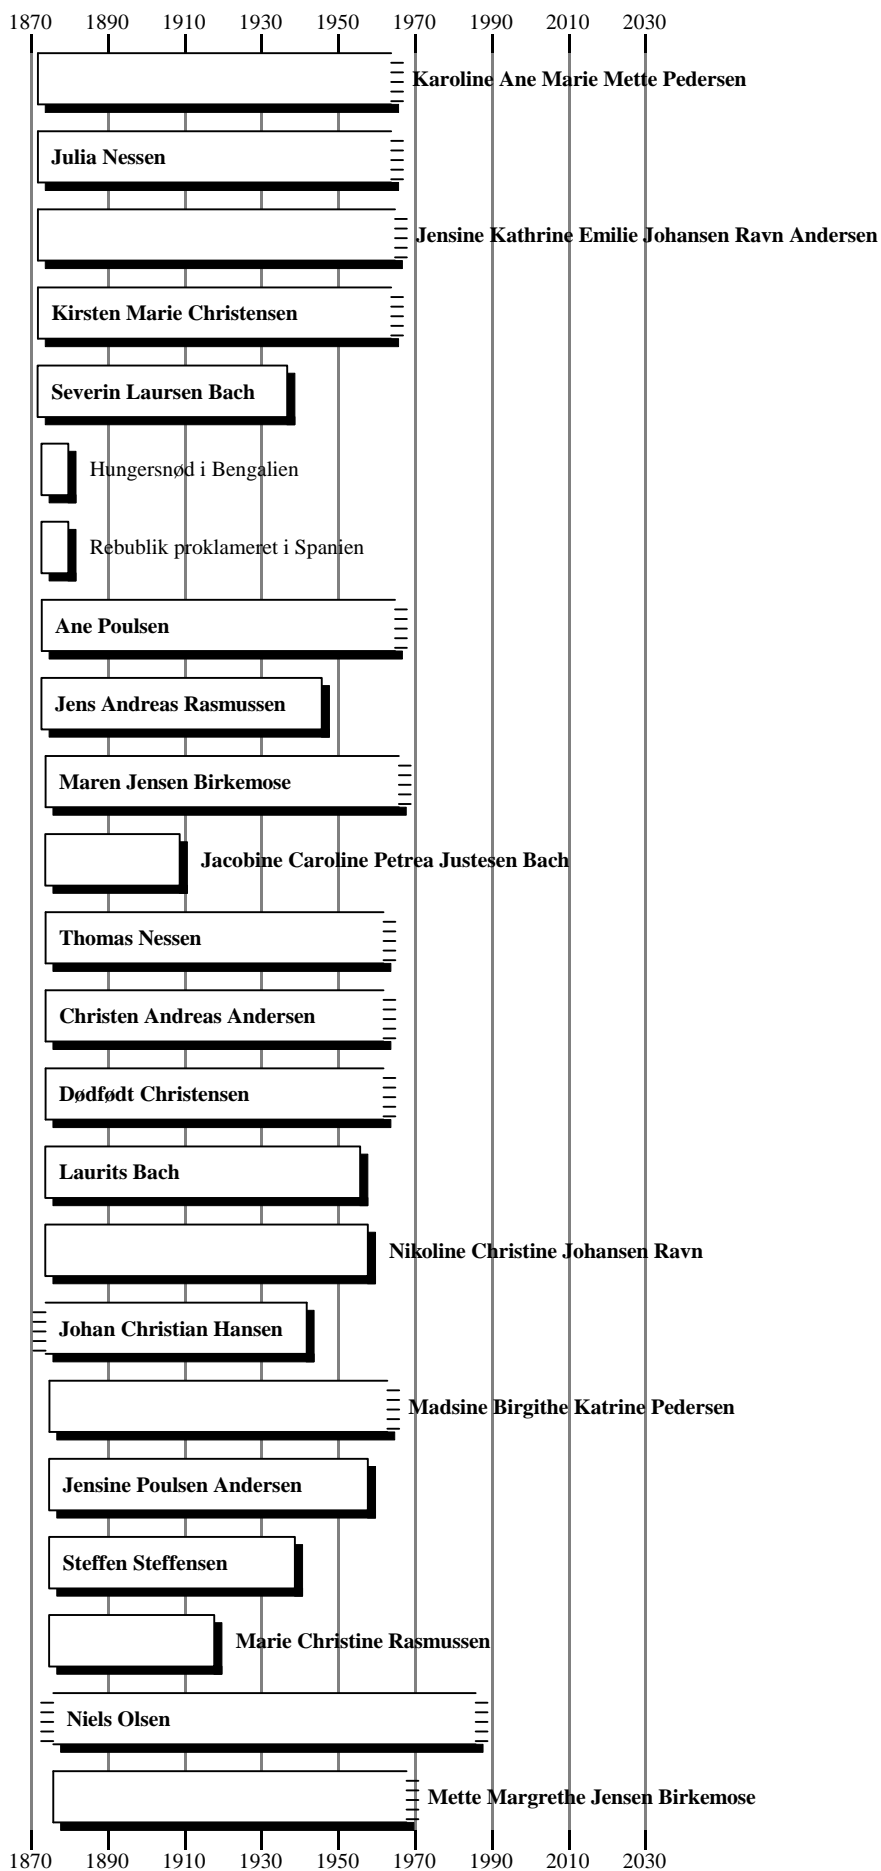 1870 1890 1910 1930 1950 1970 1990 2010 2030
Karoline Ane Marie Mette Pedersen
Julia Nessen
Jensine Kathrine Emilie Johansen Ravn Andersen
Kirsten Marie Christensen
Severin Laursen Bach
Hungersnød i Bengalien
Rebublik proklameret i Spanien
Ane Poulsen
Jens Andreas Rasmussen
Maren Jensen Birkemose
Jacobine Caroline Petrea Justesen Bach
Thomas Nessen
Christen Andreas Andersen
Dødfødt Christensen
Laurits Bach
Nikoline Christine Johansen Ravn
Johan Christian Hansen
Madsine Birgithe Katrine Pedersen
Jensine Poulsen Andersen
Steffen Steffensen
Marie Christine Rasmussen
Niels Olsen
Mette Margrethe Jensen Birkemose
1870 1890 1910 1930 1950 1970 1990 2010 2030